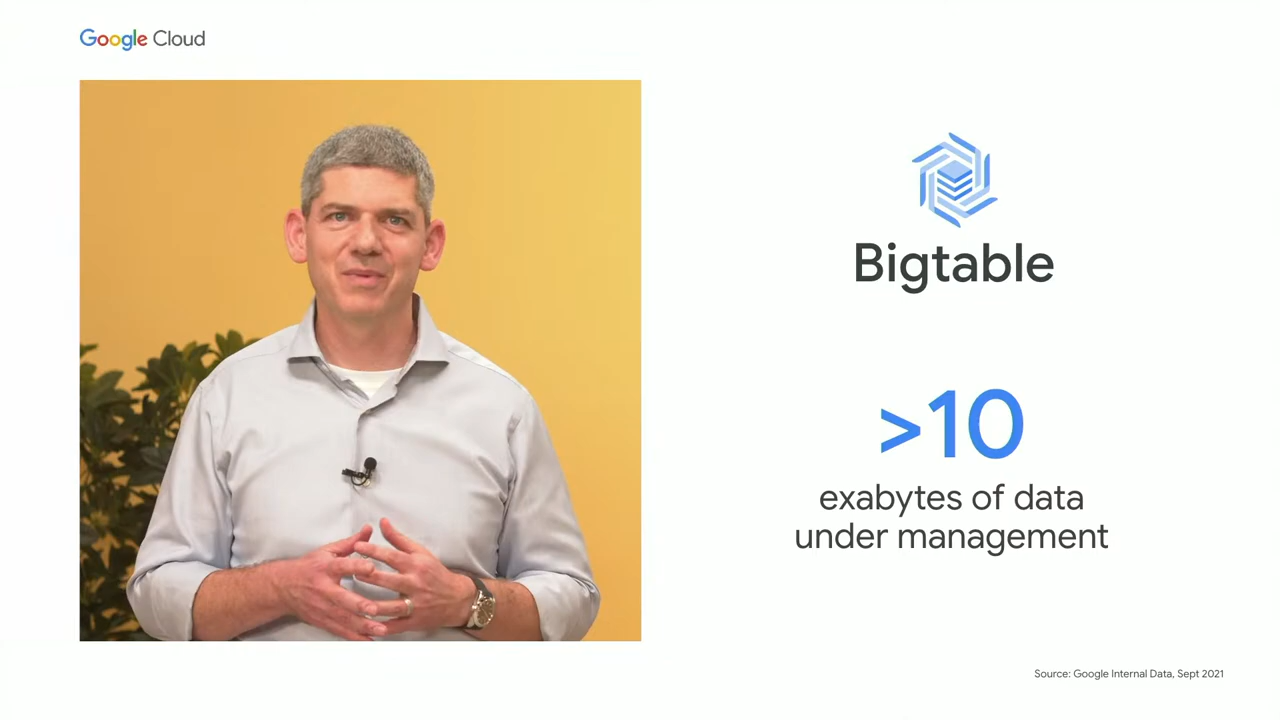 Google Cloud
Bigtable
>10
exabytes of data
under management
Source: Google Internal Data, Sept 2021